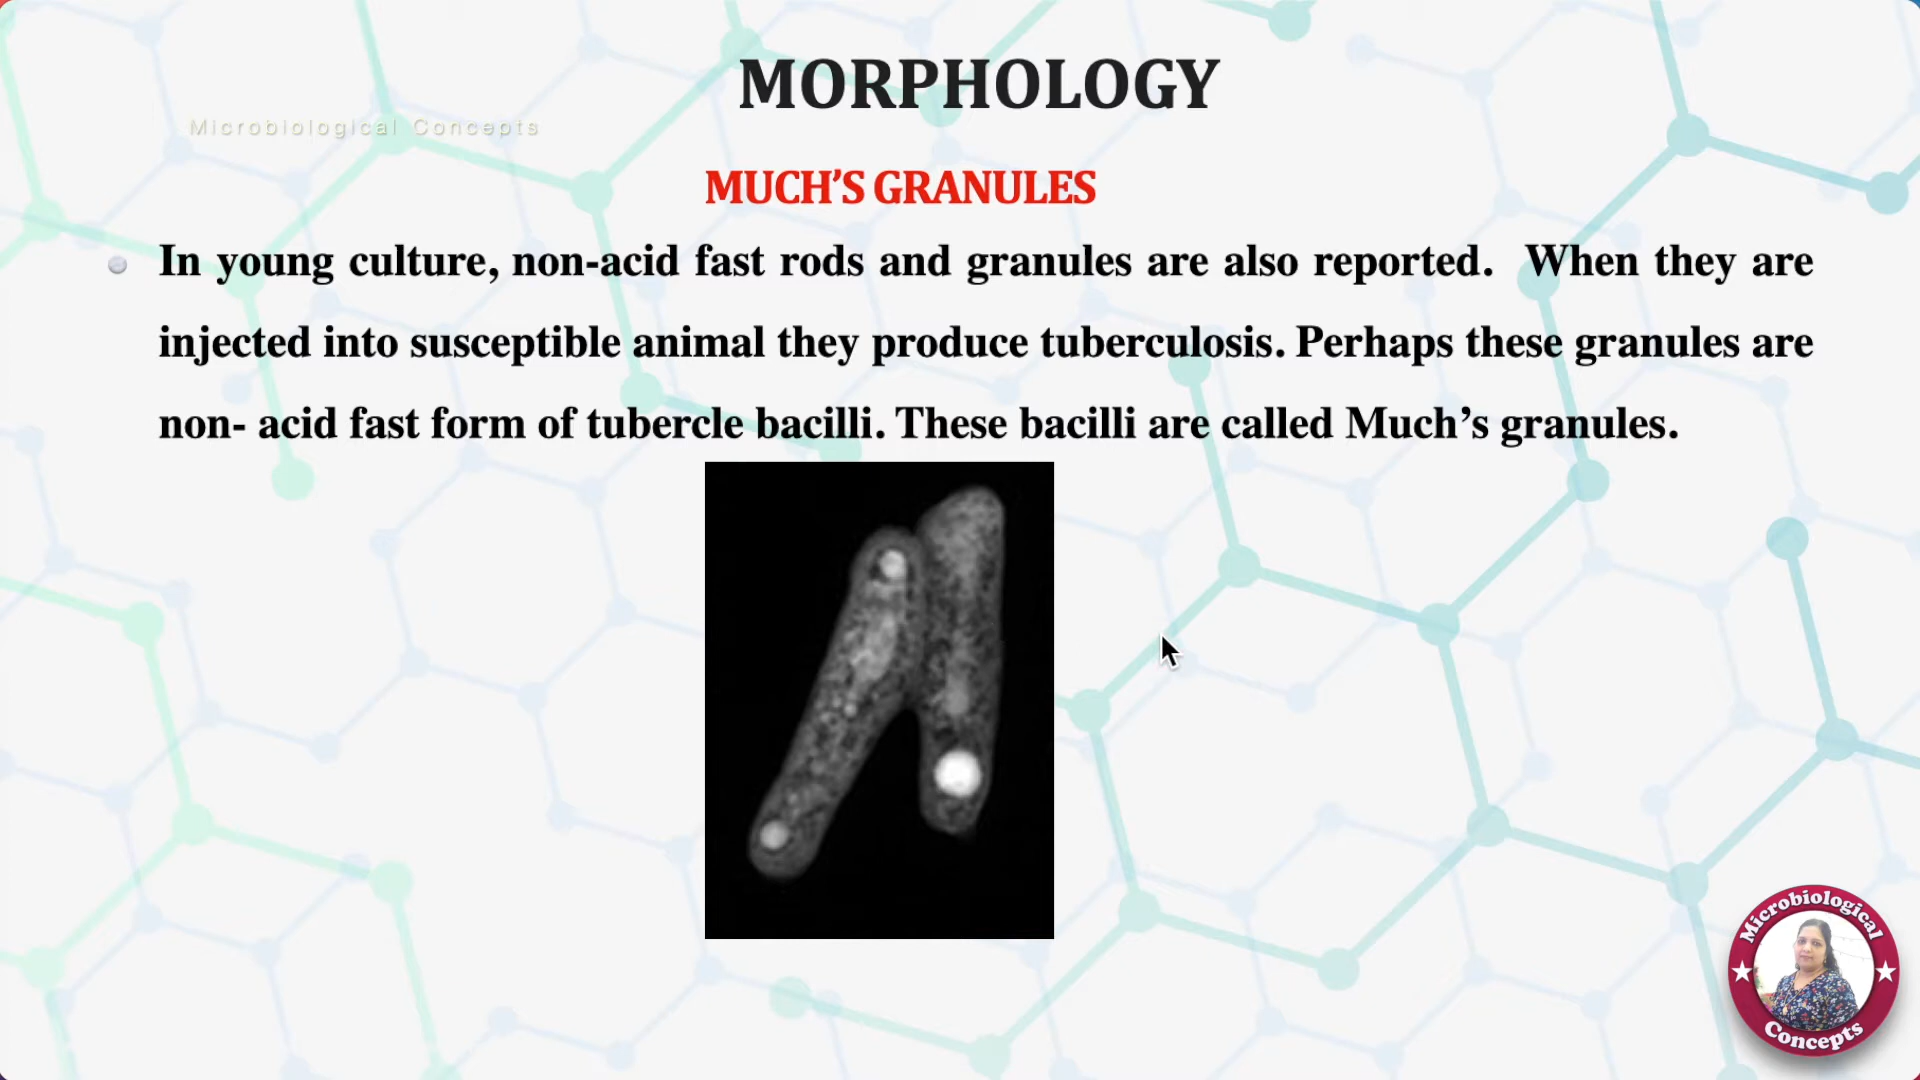 MORPHOLOGY
Microbiological Concepts
MUCH’S GRANULES
In young culture, non-acid fast rods and granules are also reported. When they are
injected into susceptible animal they produce tuberculosis. Perhaps these granules are
non- acid fast form of tubercle bacilli. These bacilli are called Much’s granules.
Microbiological
Concepts